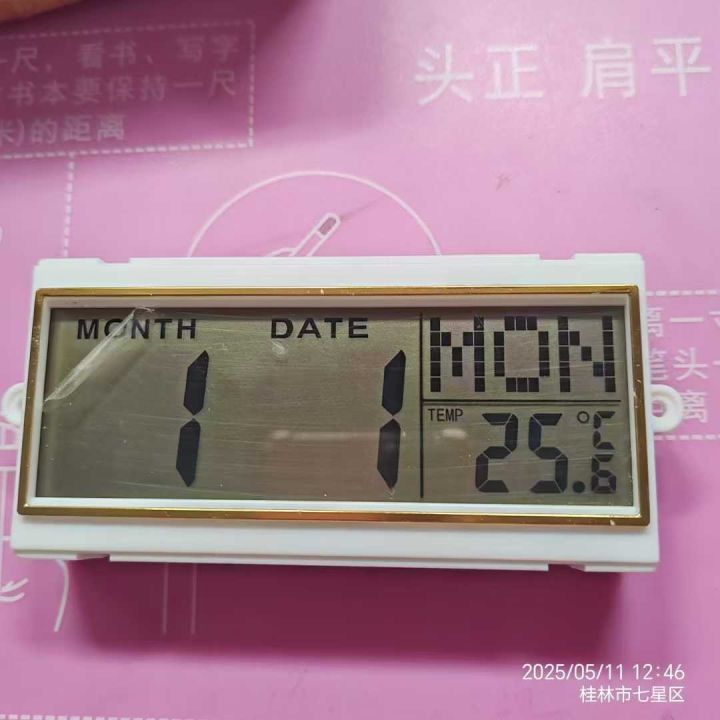 一尺，看书、写字
书本要保持一尺
米)的距离
头正 肩平
离一寸
笔头一
离
MONTH DATE MON
1 1
TEMP 25.6 °C
2025/05/11 12:46
桂林市七星区